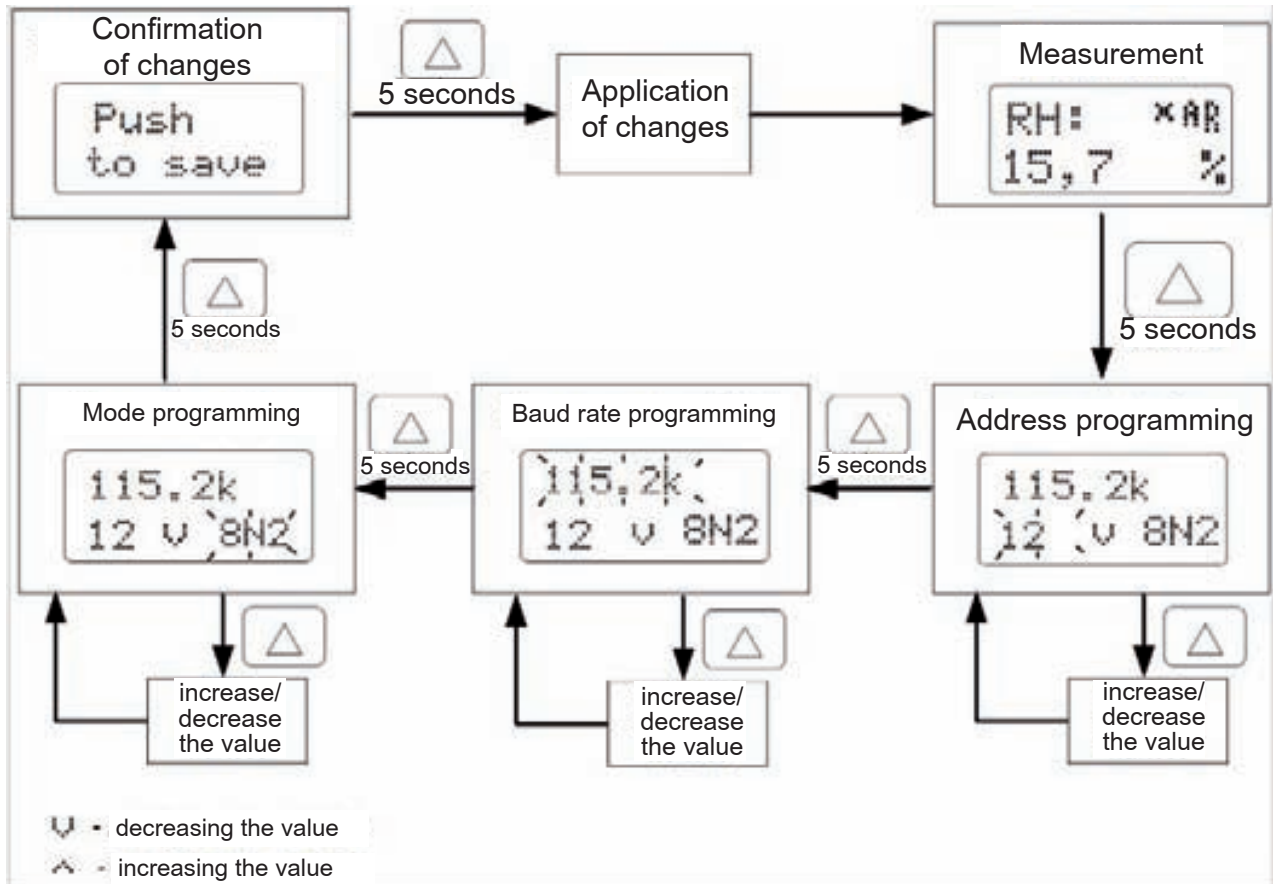 Confirmation
of changes
Push
to save
△
5 seconds
Application
of changes
Measurement
RH: *AR
15,7 %
△
5 seconds
△
5 seconds
Mode programming
115.2k
12 v 8N2
△
5 seconds
Baud rate programming
115.2k
12 v 8N2
△
5 seconds
Address programming
115.2k
12 v 8N2
△
increase/
decrease
the value
△
increase/
decrease
the value
△
increase/
decrease
the value
v - decreasing the value
^ - increasing the value